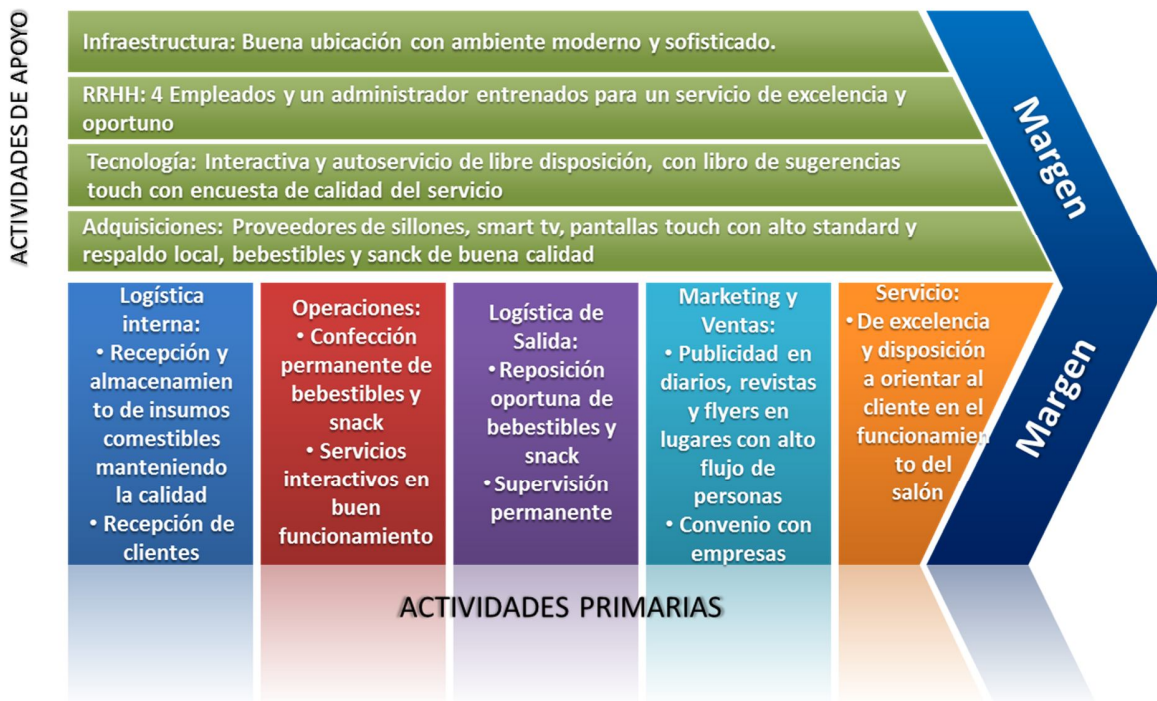 ACTIVIDADES DE APOYO
Infraestructura: Buena ubicación con ambiente moderno y sofisticado.
RRHH: 4 Empleados y un administrador entrenados para un servicio de excelencia y
oportuno
Tecnología: Interactiva y autoservicio de libre disposición, con libro de sugerencias
touch con encuesta de calidad del servicio
Adquisiciones: Proveedores de sillones, smart tv, pantallas touch con alto standard y
respaldo local, bebestibles y sanck de buena calidad
Margen
Margen
Logística
interna:
• Recepción y
almacenamien
to de insumos
comestibles
manteniendo
la calidad
• Recepción de
clientes
Operaciones:
• Confección
permanente de
bebestibles y
snack
• Servicios
interactivos en
buen
funcionamiento
Logística de
Salida:
• Reposición
oportuna de
bebestibles y
snack
• Supervisión
permanente
Marketing y
Ventas:
• Publicidad en
diarios, revistas
y flyers en
lugares con alto
flujo de
personas
• Convenio con
empresas
Servicio:
• De excelencia
y disposición
a orientar al
cliente en el
funcionamien
to del
salón
ACTIVIDADES PRIMARIAS